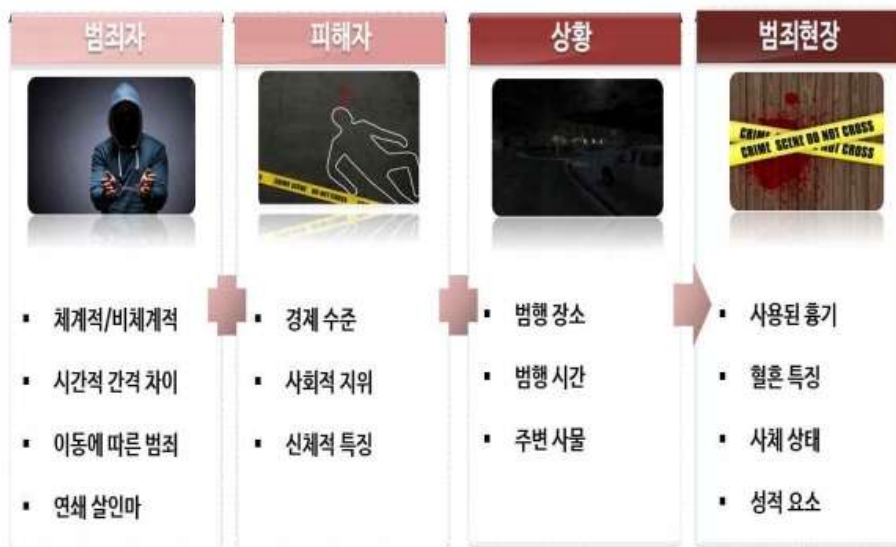 범죄자
피해자
상황
범죄현장
CRIME SCENE DO NOT CROSS
CRIME SCENE DO NOT CROSS
NOT CROSS
체계적/비체계적
시간적 간격 차이
이동에 따른 범죄
연쇄 살인마
경제 수준
사회적 지위
신체적 특징
범행 장소
범행 시간
주변 사물
사용된 흉기
혈흔 특징
사체 상태
성적 요소